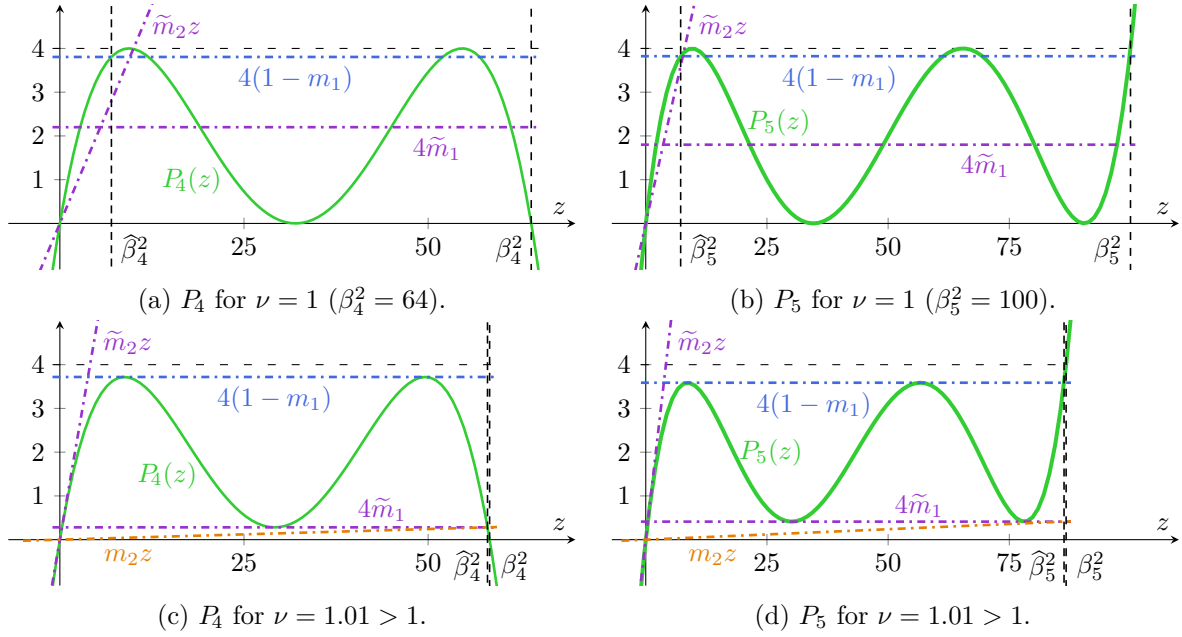 m̃₂z
4
4(1 − m₁)
3
2
4m̃₁
P₄(z)
1
z
25
50
β̂₄²
β₄²
(a) P₄ for ν = 1 (β₄² = 64).
m̃₂z
4
4(1 − m₁)
3
P₅(z)
2
4m̃₁
1
z
25
50
75
β̂₅²
β₅²
(b) P₅ for ν = 1 (β₅² = 100).
m̃₂z
4
4(1 − m₁)
3
2
P₄(z)
1
4m̃₁
z
m₂z
25
50
β̂₄²
β₄²
(c) P₄ for ν = 1.01 > 1.
m̃₂z
4
4(1 − m₁)
3
P₅(z)
2
1
4m̃₁
z
m₂z
25
50
75
β̂₅²
β₅²
(d) P₅ for ν = 1.01 > 1.